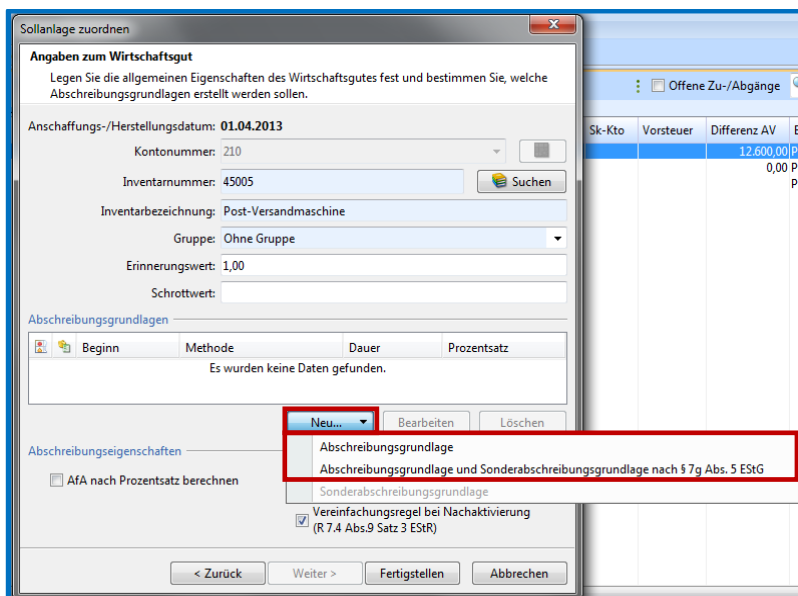 Sollanlage zuordnen
Angaben zum Wirtschaftsgut
Legen Sie die allgemeinen Eigenschaften des Wirtschaftsgutes fest und bestimmen Sie, welche
Abschreibungsgrundlagen erstellt werden sollen.
Anschaffungs-/Herstellungsdatum: 01.04.2013
Kontonummer: 210
Inventarnummer: 45005 Suchen
Inventarbezeichnung: Post-Versandmaschine
Gruppe: Ohne Gruppe
Erinnerungswert: 1,00
Schrottwert:
Abschreibungsgrundlagen
Beginn Methode Dauer Prozentsatz
Es wurden keine Daten gefunden.
Neu... Bearbeiten Löschen
Abschreibungsgrundlage
Abschreibungsgrundlage und Sonderabschreibungsgrundlage nach § 7g Abs. 5 EStG
Sonderabschreibungsgrundlage
Abschreibungseigenschaften
AfA nach Prozentsatz berechnen
Vereinfachungsregel bei Nachaktivierung
(R 7.4 Abs.9 Satz 3 EStR)
< Zurück Weiter > Fertigstellen Abbrechen
Offene Zu-/Abgänge
Sk-Kto Vorsteuer Differenz AV
12.600,00 P
0,00 P
P